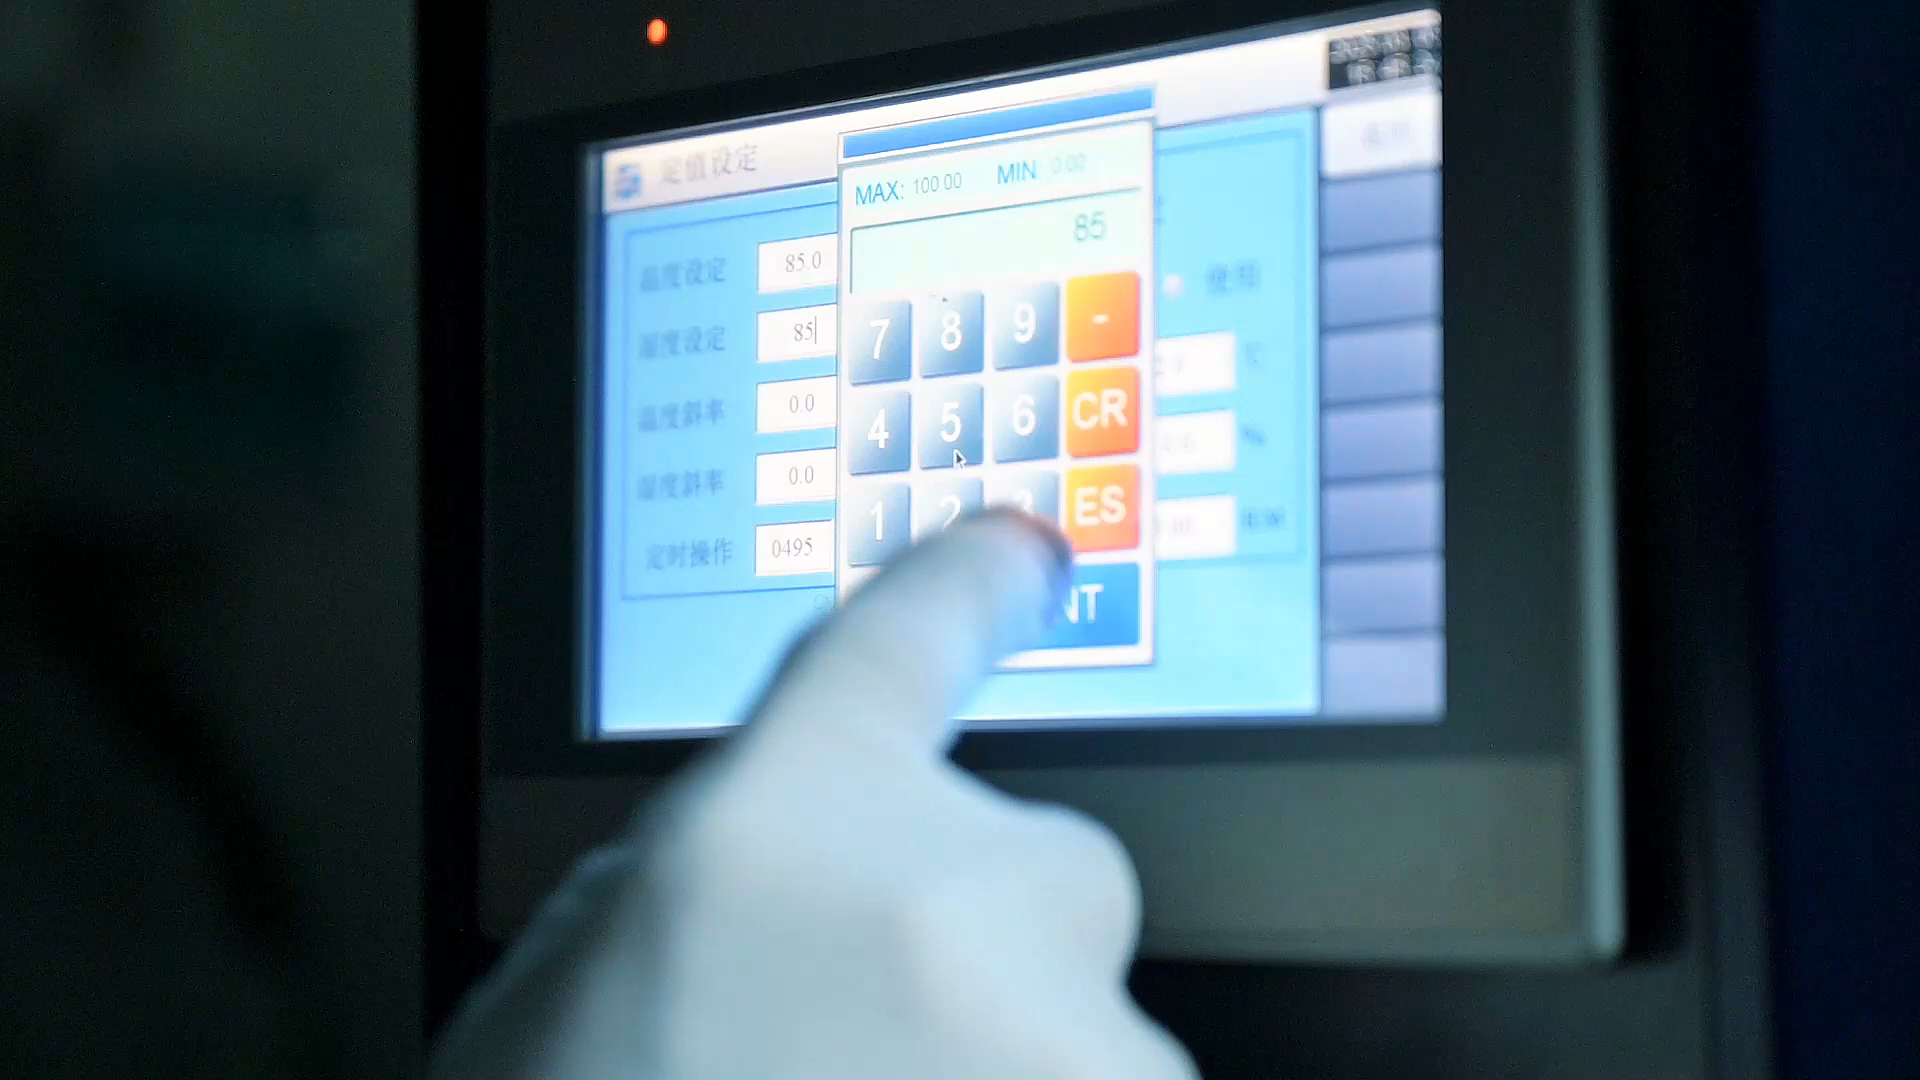 定值设定
MAX: 100 00 MIN: 0.00
85
温度设定 85.0
湿度设定 85
温度斜率 0.0
湿度斜率 0.0
定时操作 0495
使用
7 8 9 -
4 5 6 CR
1 2 3 ES
NT
℃
%